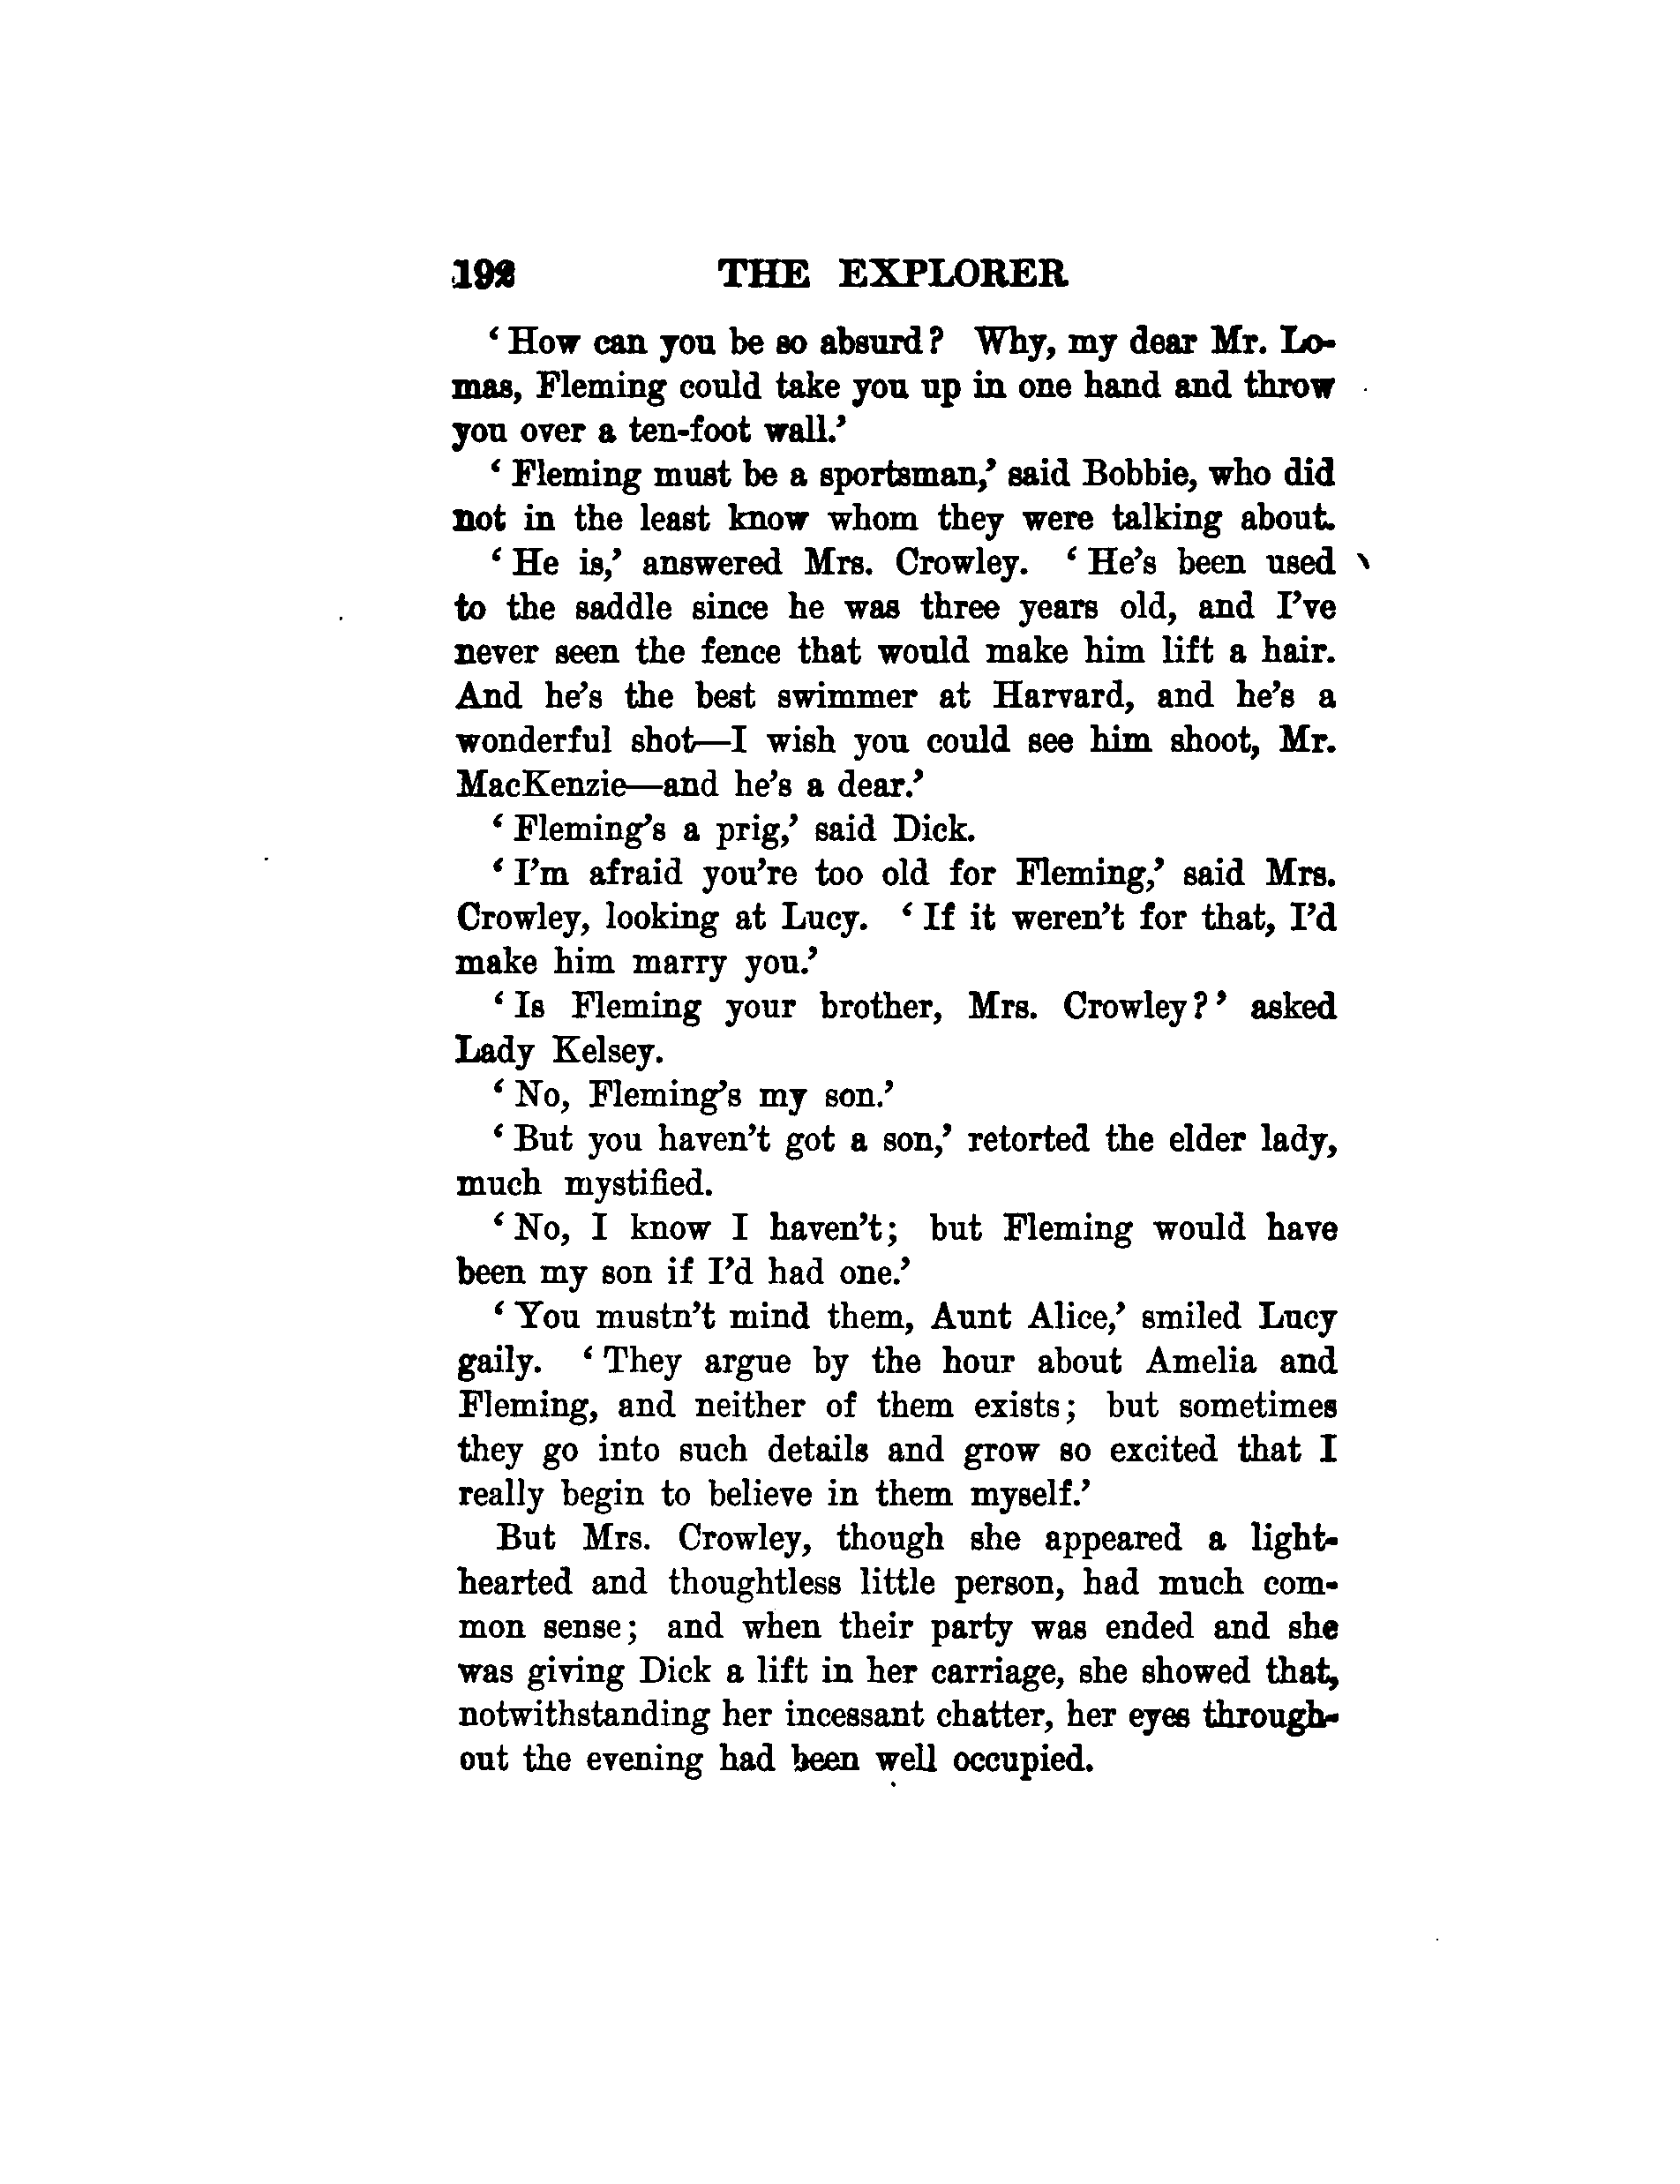 192 THE EXPLORER
‘How can you be so absurd? Why, my dear Mr. Lo-
mas, Fleming could take you up in one hand and throw
you over a ten-foot wall.’
‘Fleming must be a sportsman,’ said Bobbie, who did
not in the least know whom they were talking about.
‘He is,’ answered Mrs. Crowley. ‘He’s been used
to the saddle since he was three years old, and I’ve
never seen the fence that would make him lift a hair.
And he’s the best swimmer at Harvard, and he’s a
wonderful shot—I wish you could see him shoot, Mr.
MacKenzie—and he’s a dear.’
‘Fleming’s a prig,’ said Dick.
‘I’m afraid you’re too old for Fleming,’ said Mrs.
Crowley, looking at Lucy. ‘If it weren’t for that, I’d
make him marry you.’
‘Is Fleming your brother, Mrs. Crowley?’ asked
Lady Kelsey.
‘No, Fleming’s my son.’
‘But you haven’t got a son,’ retorted the elder lady,
much mystified.
‘No, I know I haven’t; but Fleming would have
been my son if I’d had one.’
‘You mustn’t mind them, Aunt Alice,’ smiled Lucy
gaily. ‘They argue by the hour about Amelia and
Fleming, and neither of them exists; but sometimes
they go into such details and grow so excited that I
really begin to believe in them myself.’
But Mrs. Crowley, though she appeared a light-
hearted and thoughtless little person, had much com-
mon sense; and when their party was ended and she
was giving Dick a lift in her carriage, she showed that,
notwithstanding her incessant chatter, her eyes through-
out the evening had been well occupied.